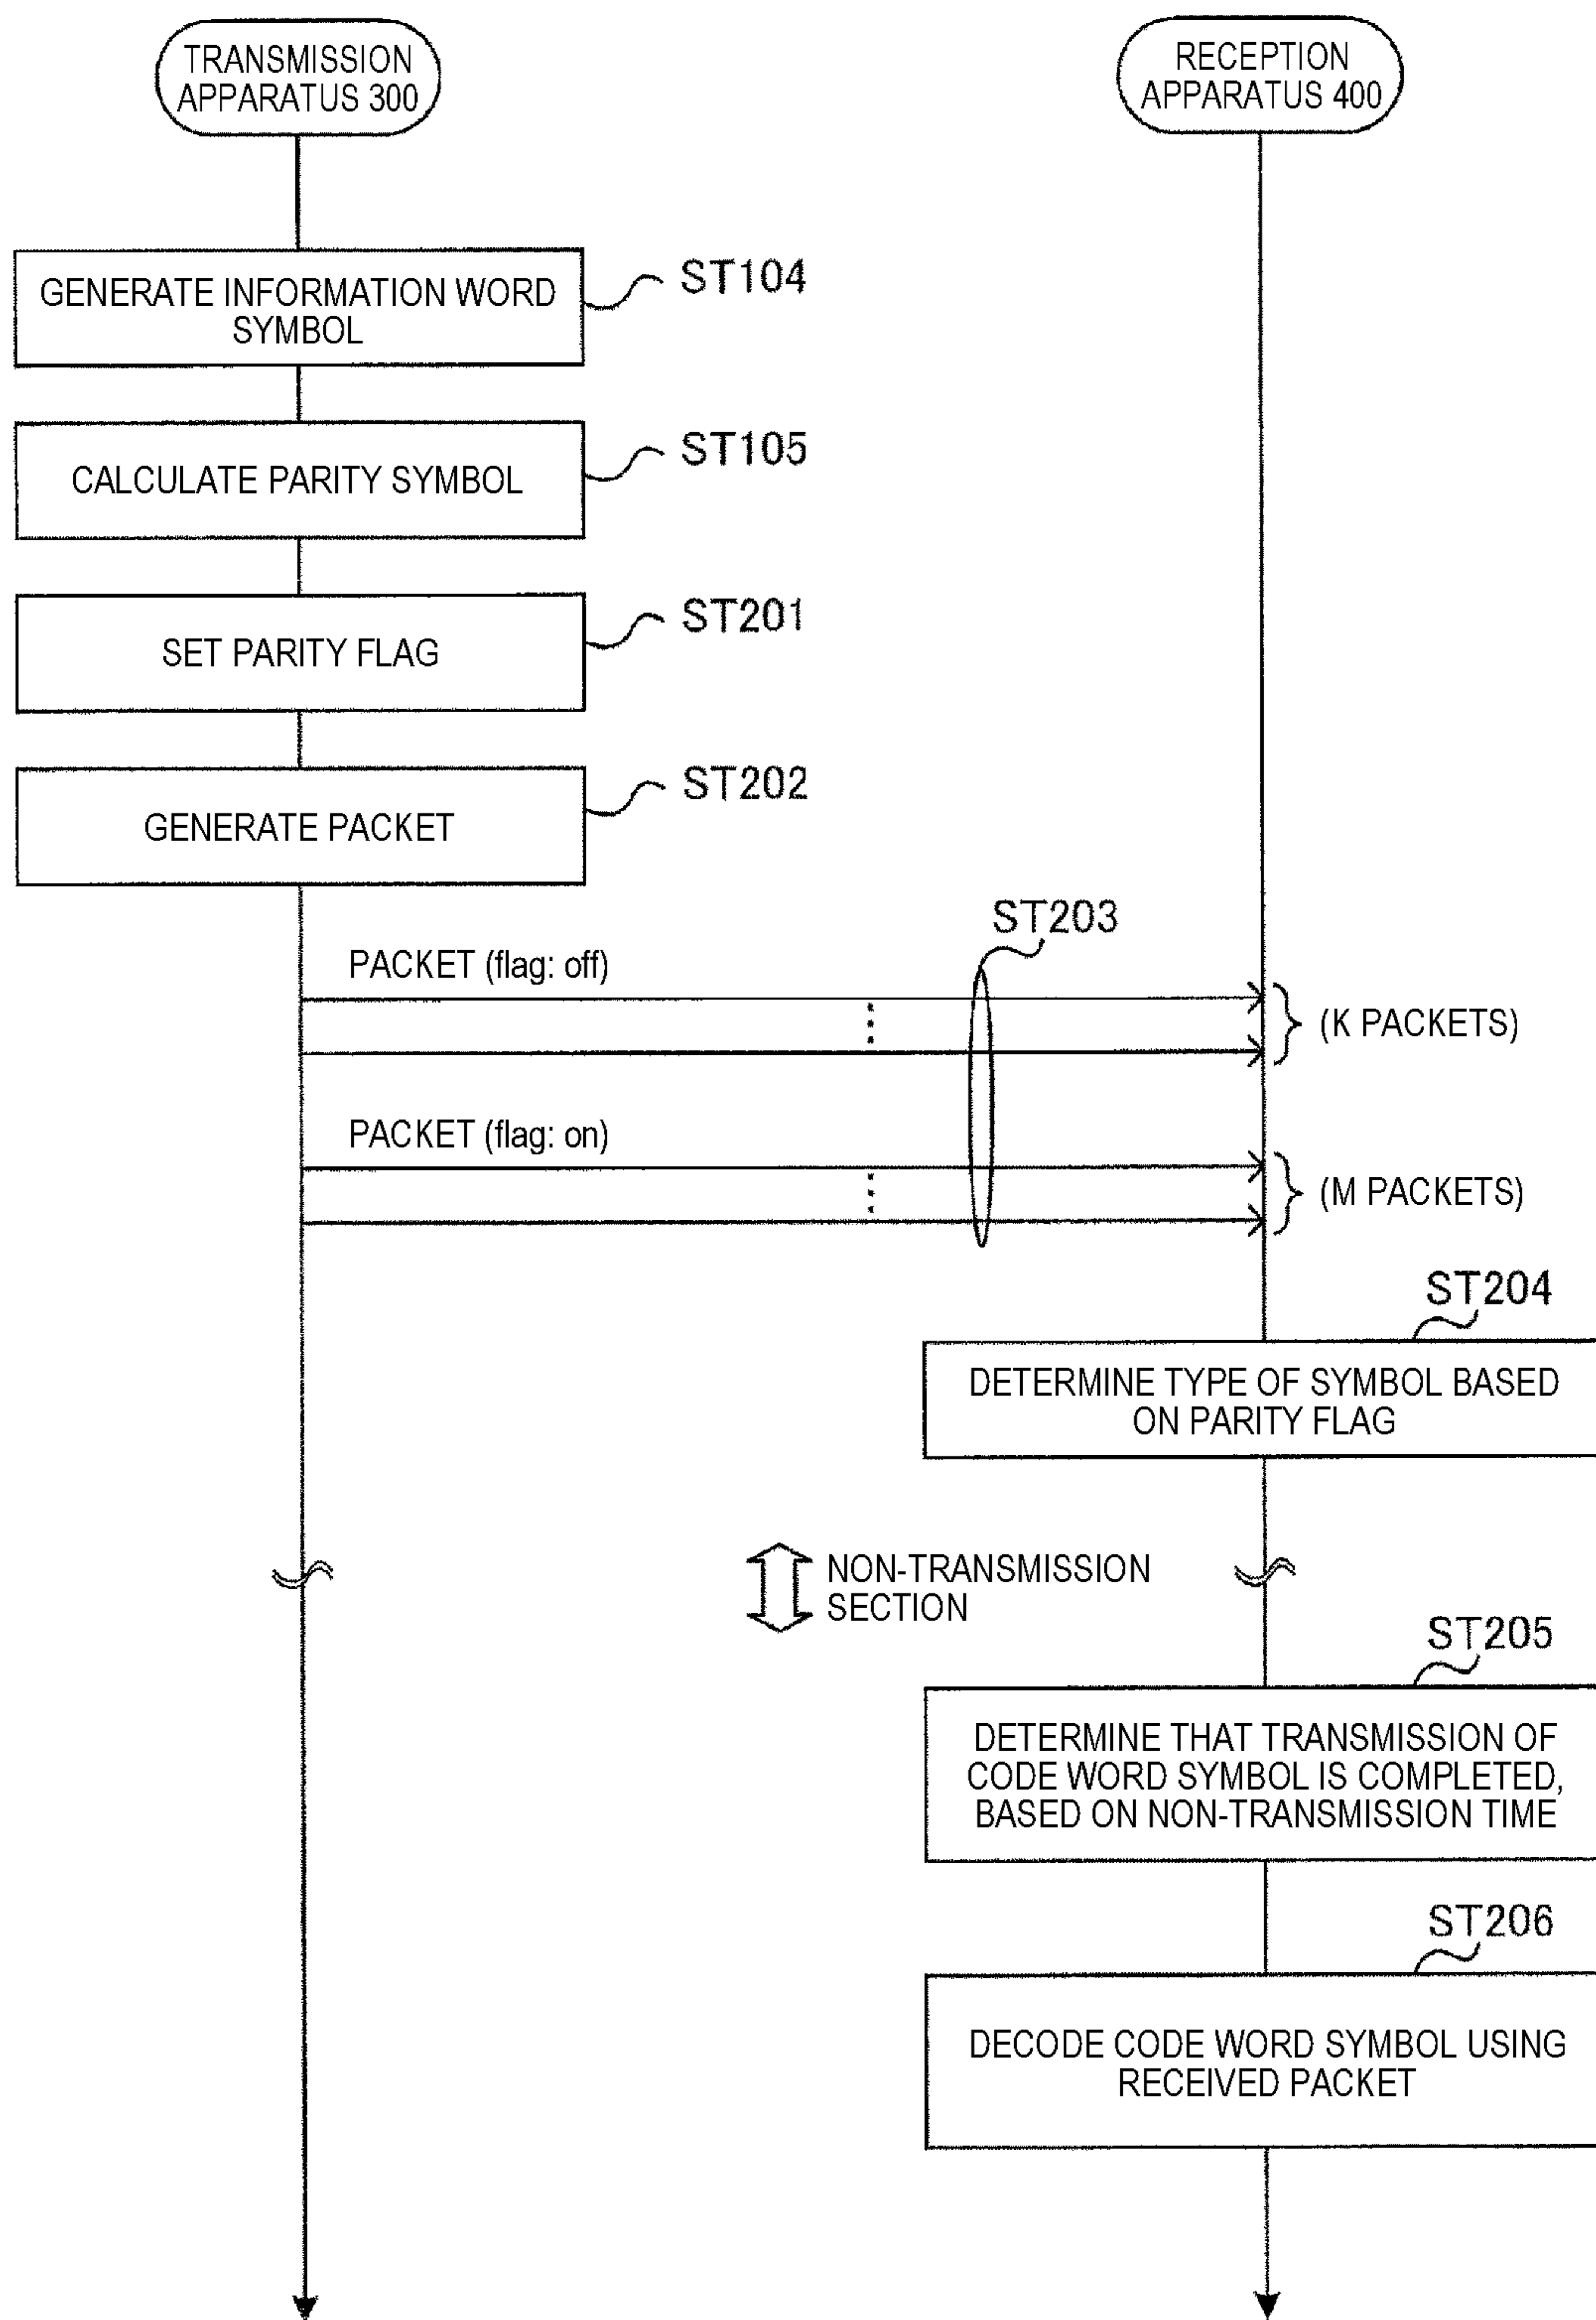 TRANSMISSION
APPARATUS 300
RECEPTION
APPARATUS 400
GENERATE INFORMATION WORD
SYMBOL
ST104
CALCULATE PARITY SYMBOL
ST105
SET PARITY FLAG
ST201
GENERATE PACKET
ST202
ST203
PACKET (flag: off)
(K PACKETS)
PACKET (flag: on)
(M PACKETS)
ST204
DETERMINE TYPE OF SYMBOL BASED
ON PARITY FLAG
NON-TRANSMISSION
SECTION
ST205
DETERMINE THAT TRANSMISSION OF
CODE WORD SYMBOL IS COMPLETED,
BASED ON NON-TRANSMISSION TIME
ST206
DECODE CODE WORD SYMBOL USING
RECEIVED PACKET